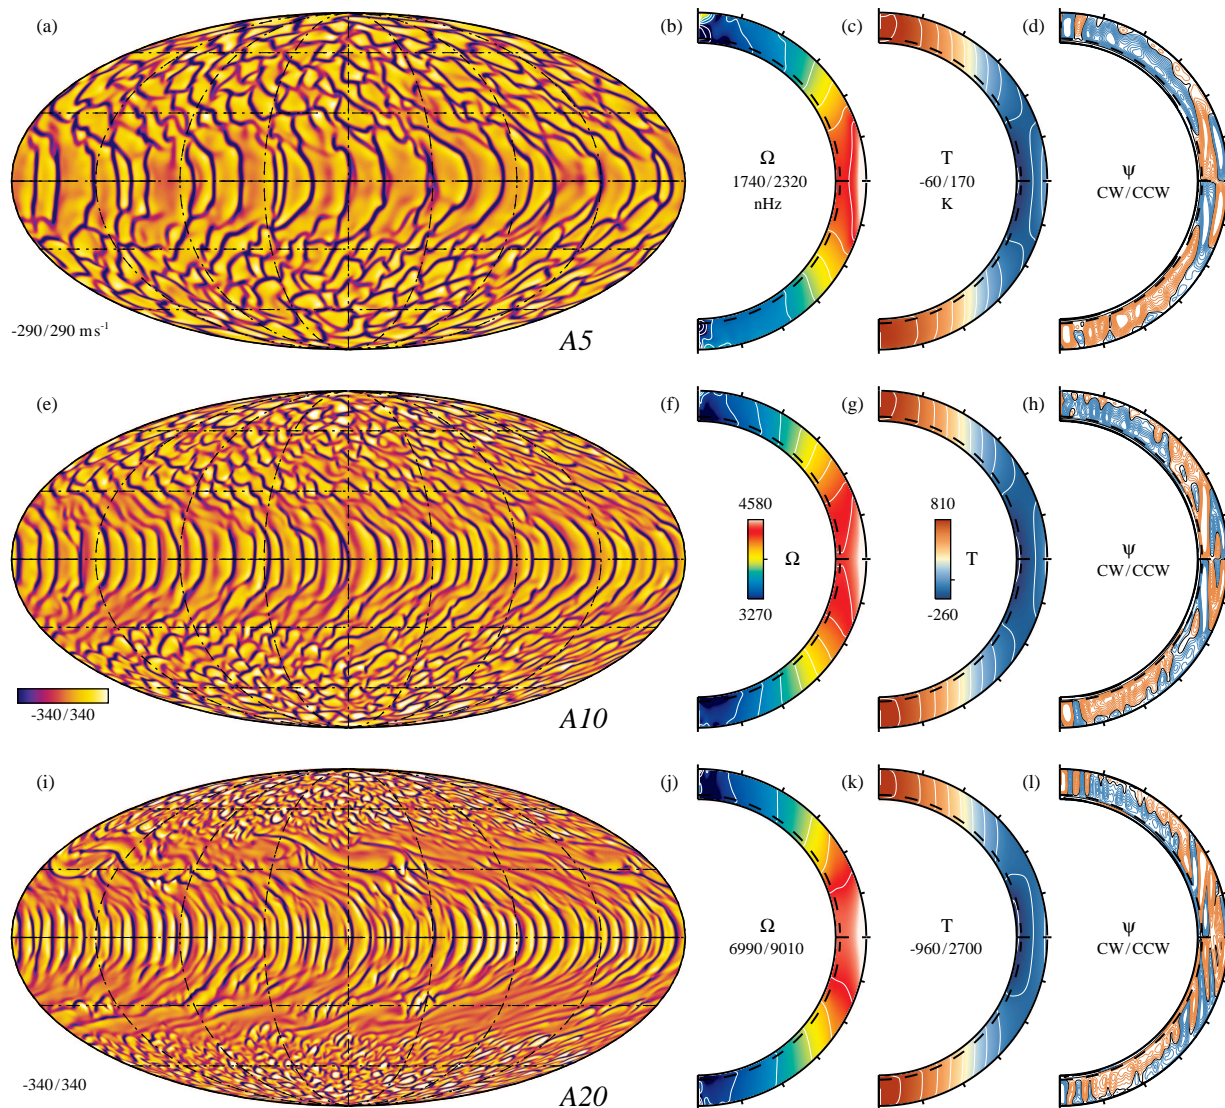 (a)
(b)
(c)
(d)
Ω
1740/2320
nHz
T
-60/170
K
ψ
CW/CCW
-290/290 m s⁻¹
A5
(e)
(f)
(g)
(h)
4580
Ω
3270
810
T
-260
ψ
CW/CCW
-340/340
A10
(i)
(j)
(k)
(l)
Ω
6990/9010
T
-960/2700
ψ
CW/CCW
-340/340
A20